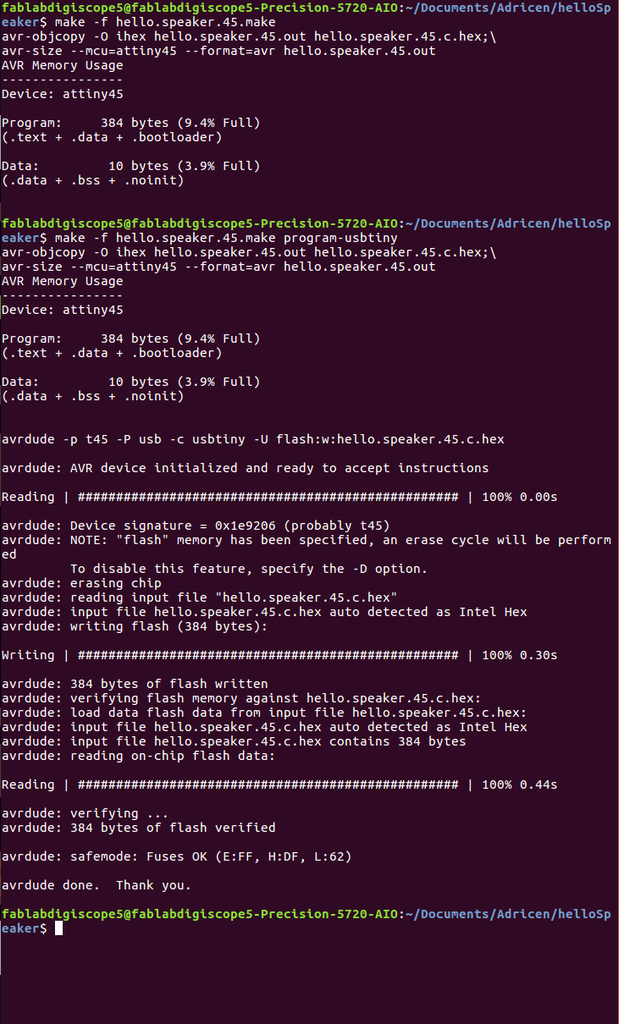 fablabdigiscope5@fablabdigiscope5-Precision-5720-AIO:~/Documents/Adricen/helloSp
eaker$ make -f hello.speaker.45.make
avr-objcopy -O ihex hello.speaker.45.out hello.speaker.45.c.hex;\
avr-size --mcu=attiny45 --format=avr hello.speaker.45.out
AVR Memory Usage
----------------
Device: attiny45

Program:     384 bytes (9.4% Full)
(.text + .data + .bootloader)

Data:         10 bytes (3.9% Full)
(.data + .bss + .noinit)


fablabdigiscope5@fablabdigiscope5-Precision-5720-AIO:~/Documents/Adricen/helloSp
eaker$ make -f hello.speaker.45.make program-usbtiny
avr-objcopy -O ihex hello.speaker.45.out hello.speaker.45.c.hex;\
avr-size --mcu=attiny45 --format=avr hello.speaker.45.out
AVR Memory Usage
----------------
Device: attiny45

Program:     384 bytes (9.4% Full)
(.text + .data + .bootloader)

Data:         10 bytes (3.9% Full)
(.data + .bss + .noinit)


avrdude -p t45 -P usb -c usbtiny -U flash:w:hello.speaker.45.c.hex

avrdude: AVR device initialized and ready to accept instructions

Reading | ################################################## | 100% 0.00s

avrdude: Device signature = 0x1e9206 (probably t45)
avrdude: NOTE: "flash" memory has been specified, an erase cycle will be perform
ed
         To disable this feature, specify the -D option.
avrdude: erasing chip
avrdude: reading input file "hello.speaker.45.c.hex"
avrdude: input file hello.speaker.45.c.hex auto detected as Intel Hex
avrdude: writing flash (384 bytes):

Writing | ################################################## | 100% 0.30s

avrdude: 384 bytes of flash written
avrdude: verifying flash memory against hello.speaker.45.c.hex:
avrdude: load data flash data from input file hello.speaker.45.c.hex:
avrdude: input file hello.speaker.45.c.hex auto detected as Intel Hex
avrdude: input file hello.speaker.45.c.hex contains 384 bytes
avrdude: reading on-chip flash data:

Reading | ################################################## | 100% 0.44s

avrdude: verifying ...
avrdude: 384 bytes of flash verified

avrdude: safemode: Fuses OK (E:FF, H:DF, L:62)

avrdude done.  Thank you.

fablabdigiscope5@fablabdigiscope5-Precision-5720-AIO:~/Documents/Adricen/helloSp
eaker$